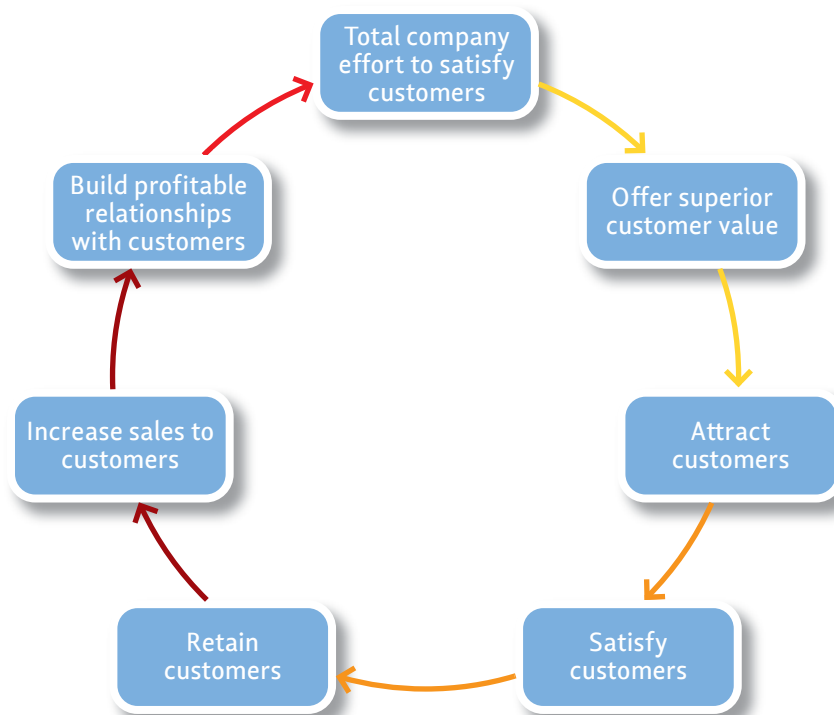 Total company
effort to satisfy
customers
Offer superior
customer value
Attract
customers
Satisfy
customers
Retain
customers
Increase sales to
customers
Build profitable
relationships
with customers